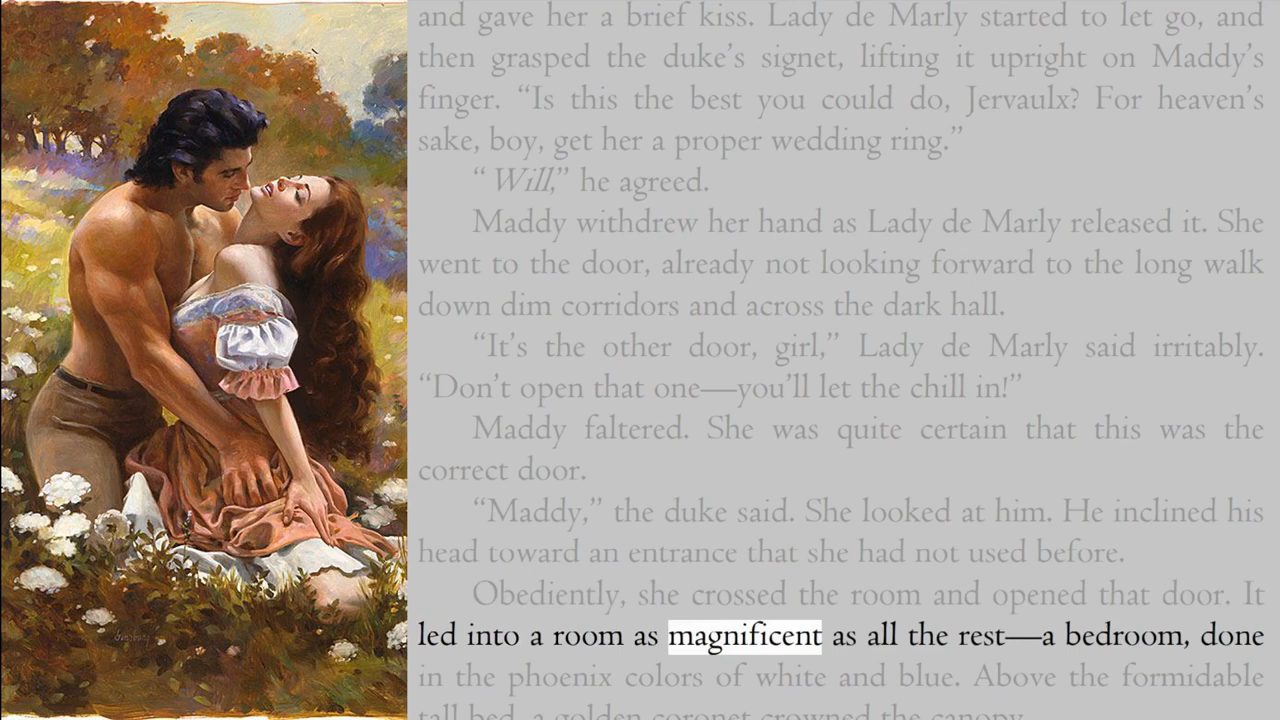 and gave her a brief kiss. Lady de Marly started to let go, and
then grasped the duke’s signet, lifting it upright on Maddy’s
finger. “Is this the best you could do, Jervaulx? For heaven’s
sake, boy, get her a proper wedding ring.”
“Will,” he agreed.
Maddy withdrew her hand as Lady de Marly released it. She
went to the door, already not looking forward to the long walk
down dim corridors and across the dark hall.
“It’s the other door, girl,” Lady de Marly said irritably.
“Don’t open that one—you’ll let the chill in!”
Maddy faltered. She was quite certain that this was the
correct door.
“Maddy,” the duke said. She looked at him. He inclined his
head toward an entrance that she had not used before.
Obediently, she crossed the room and opened that door. It
led into a room as magnificent as all the rest—a bedroom, done
in the phoenix colors of white and blue. Above the formidable
tall bed, a golden coronet crowned the canopy.